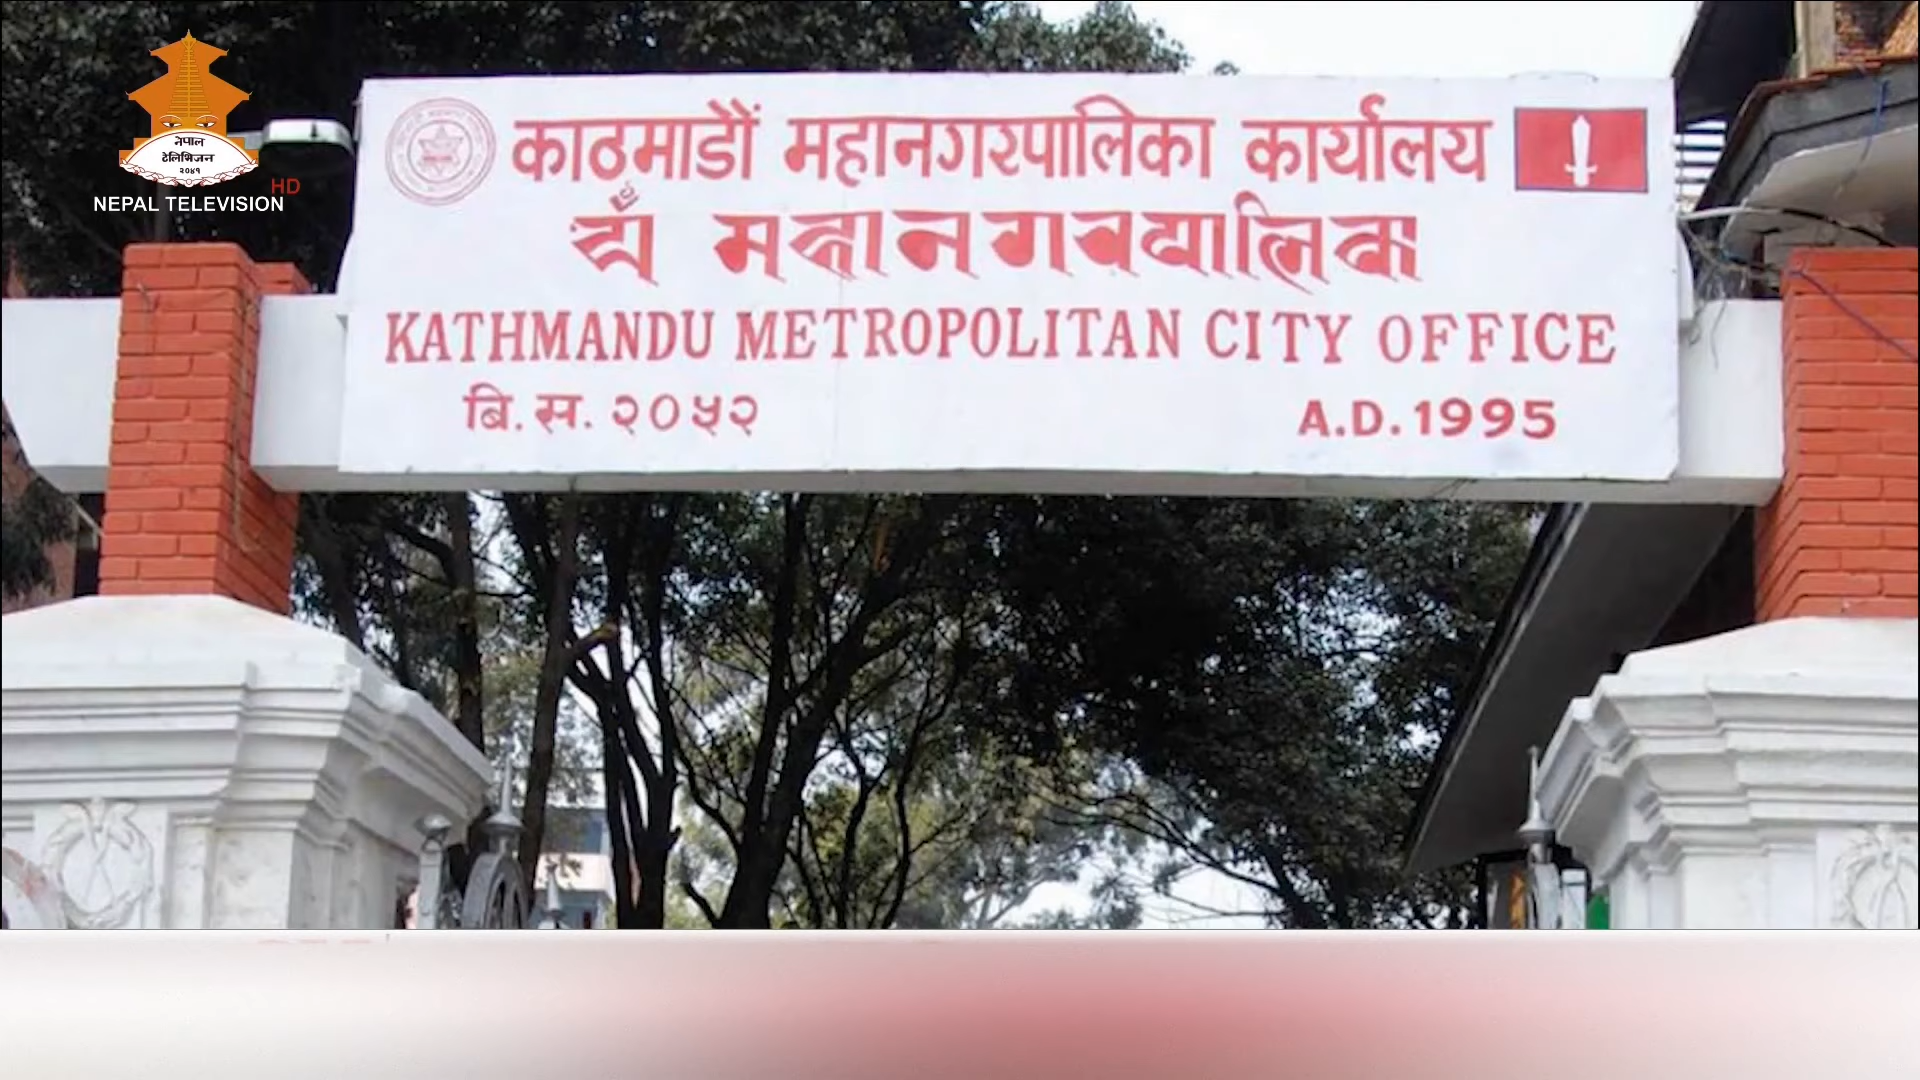 नेपाल
टेलिभिजन
२०४१
HD
NEPAL TELEVISION
काठमाडौं महानगरपालिका कार्यालय
KATHMANDU METROPOLITAN CITY OFFICE
बि.स. २०५२
A.D. 1995